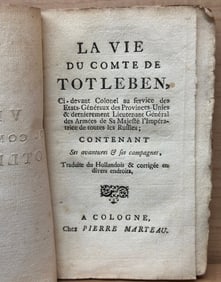 LA VIE
DU COMTE DE
TOTLEBEN,
Ci-devant Colonel au service des
Etats-Généraux des Provinces Unies
& dernierement Lieutenant Général
des Armées de Sa Majesté l'Impéra-
trice de toutes les Russies;
CONTENANT
Ses avantures & ses campagnes,
Traduite du Hollandois & corrigée en
divers endroits.
A COLOGNE,
Chez PIERRE MARTEAU.